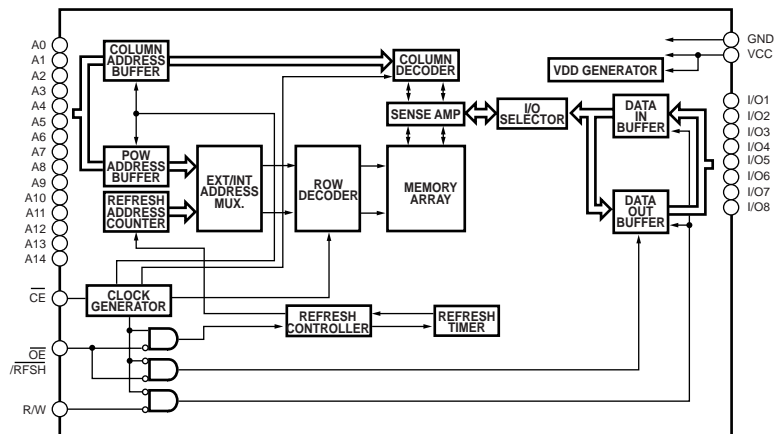 A0
A1
A2
A3
A4
A5
A6
A7
A8
A9
A10
A11
A12
A13
A14
CE
OE
/RFSH
R/W
COLUMN
ADDRESS
BUFFER
POW
ADDRESS
BUFFER
REFRESH
ADDRESS
COUNTER
EXT/INT
ADDRESS
MUX.
CLOCK
GENERATOR
ROW
DECODER
COLUMN
DECODER
SENSE AMP
MEMORY
ARRAY
I/O
SELECTOR
REFRESH
CONTROLLER
REFRESH
TIMER
VDD GENERATOR
DATA
IN
BUFFER
DATA
OUT
BUFFER
GND
VCC
I/O1
I/O2
I/O3
I/O4
I/O5
I/O6
I/O7
I/O8